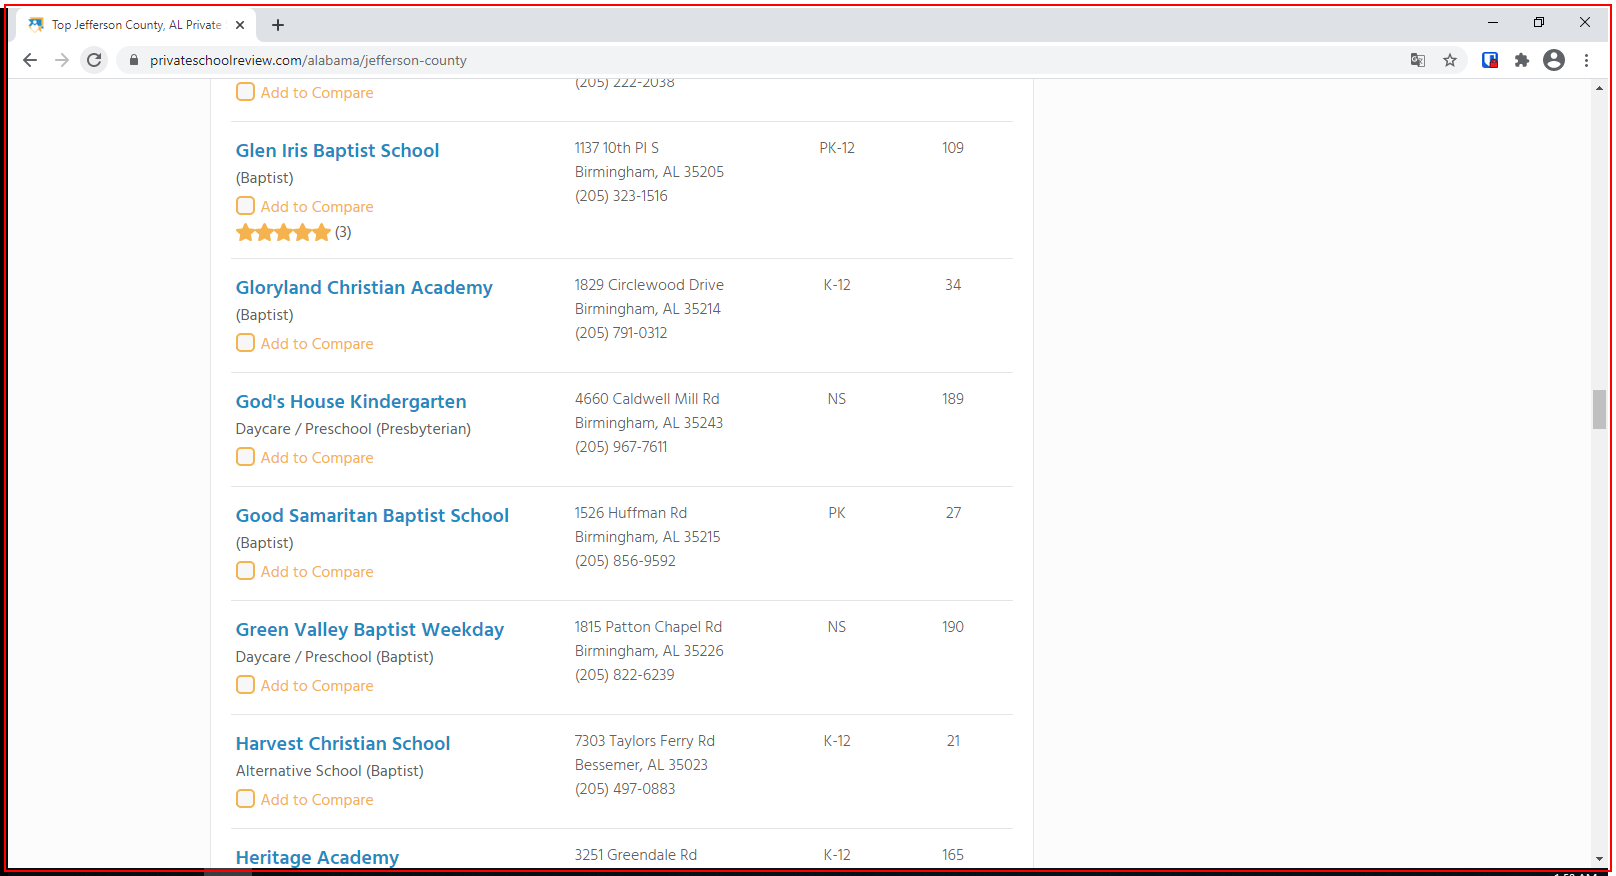 Top Jefferson County, AL Private
privateschoolreview.com/alabama/jefferson-county
Add to Compare
(205) 222-2038
Glen Iris Baptist School
(Baptist)
Add to Compare
(3)
1137 10th Pl S
Birmingham, AL 35205
(205) 323-1516
PK-12
109
Gloryland Christian Academy
(Baptist)
Add to Compare
1829 Circlewood Drive
Birmingham, AL 35214
(205) 791-0312
K-12
34
God's House Kindergarten
Daycare / Preschool (Presbyterian)
Add to Compare
4660 Caldwell Mill Rd
Birmingham, AL 35243
(205) 967-7611
NS
189
Good Samaritan Baptist School
(Baptist)
Add to Compare
1526 Huffman Rd
Birmingham, AL 35215
(205) 856-9592
PK
27
Green Valley Baptist Weekday
Daycare / Preschool (Baptist)
Add to Compare
1815 Patton Chapel Rd
Birmingham, AL 35226
(205) 822-6239
NS
190
Harvest Christian School
Alternative School (Baptist)
Add to Compare
7303 Taylors Ferry Rd
Bessemer, AL 35023
(205) 497-0883
K-12
21
Heritage Academy
3251 Greendale Rd
K-12
165